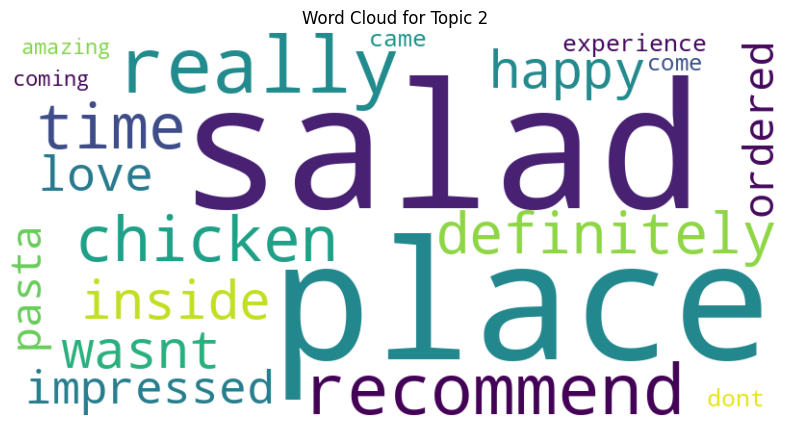 Word Cloud for Topic 2
amazing
came
experience
coming
really
happy
come
ordered
time
salad
love
chicken
definitely
pasta
inside
place
wasnt
impressed
recommend
dont